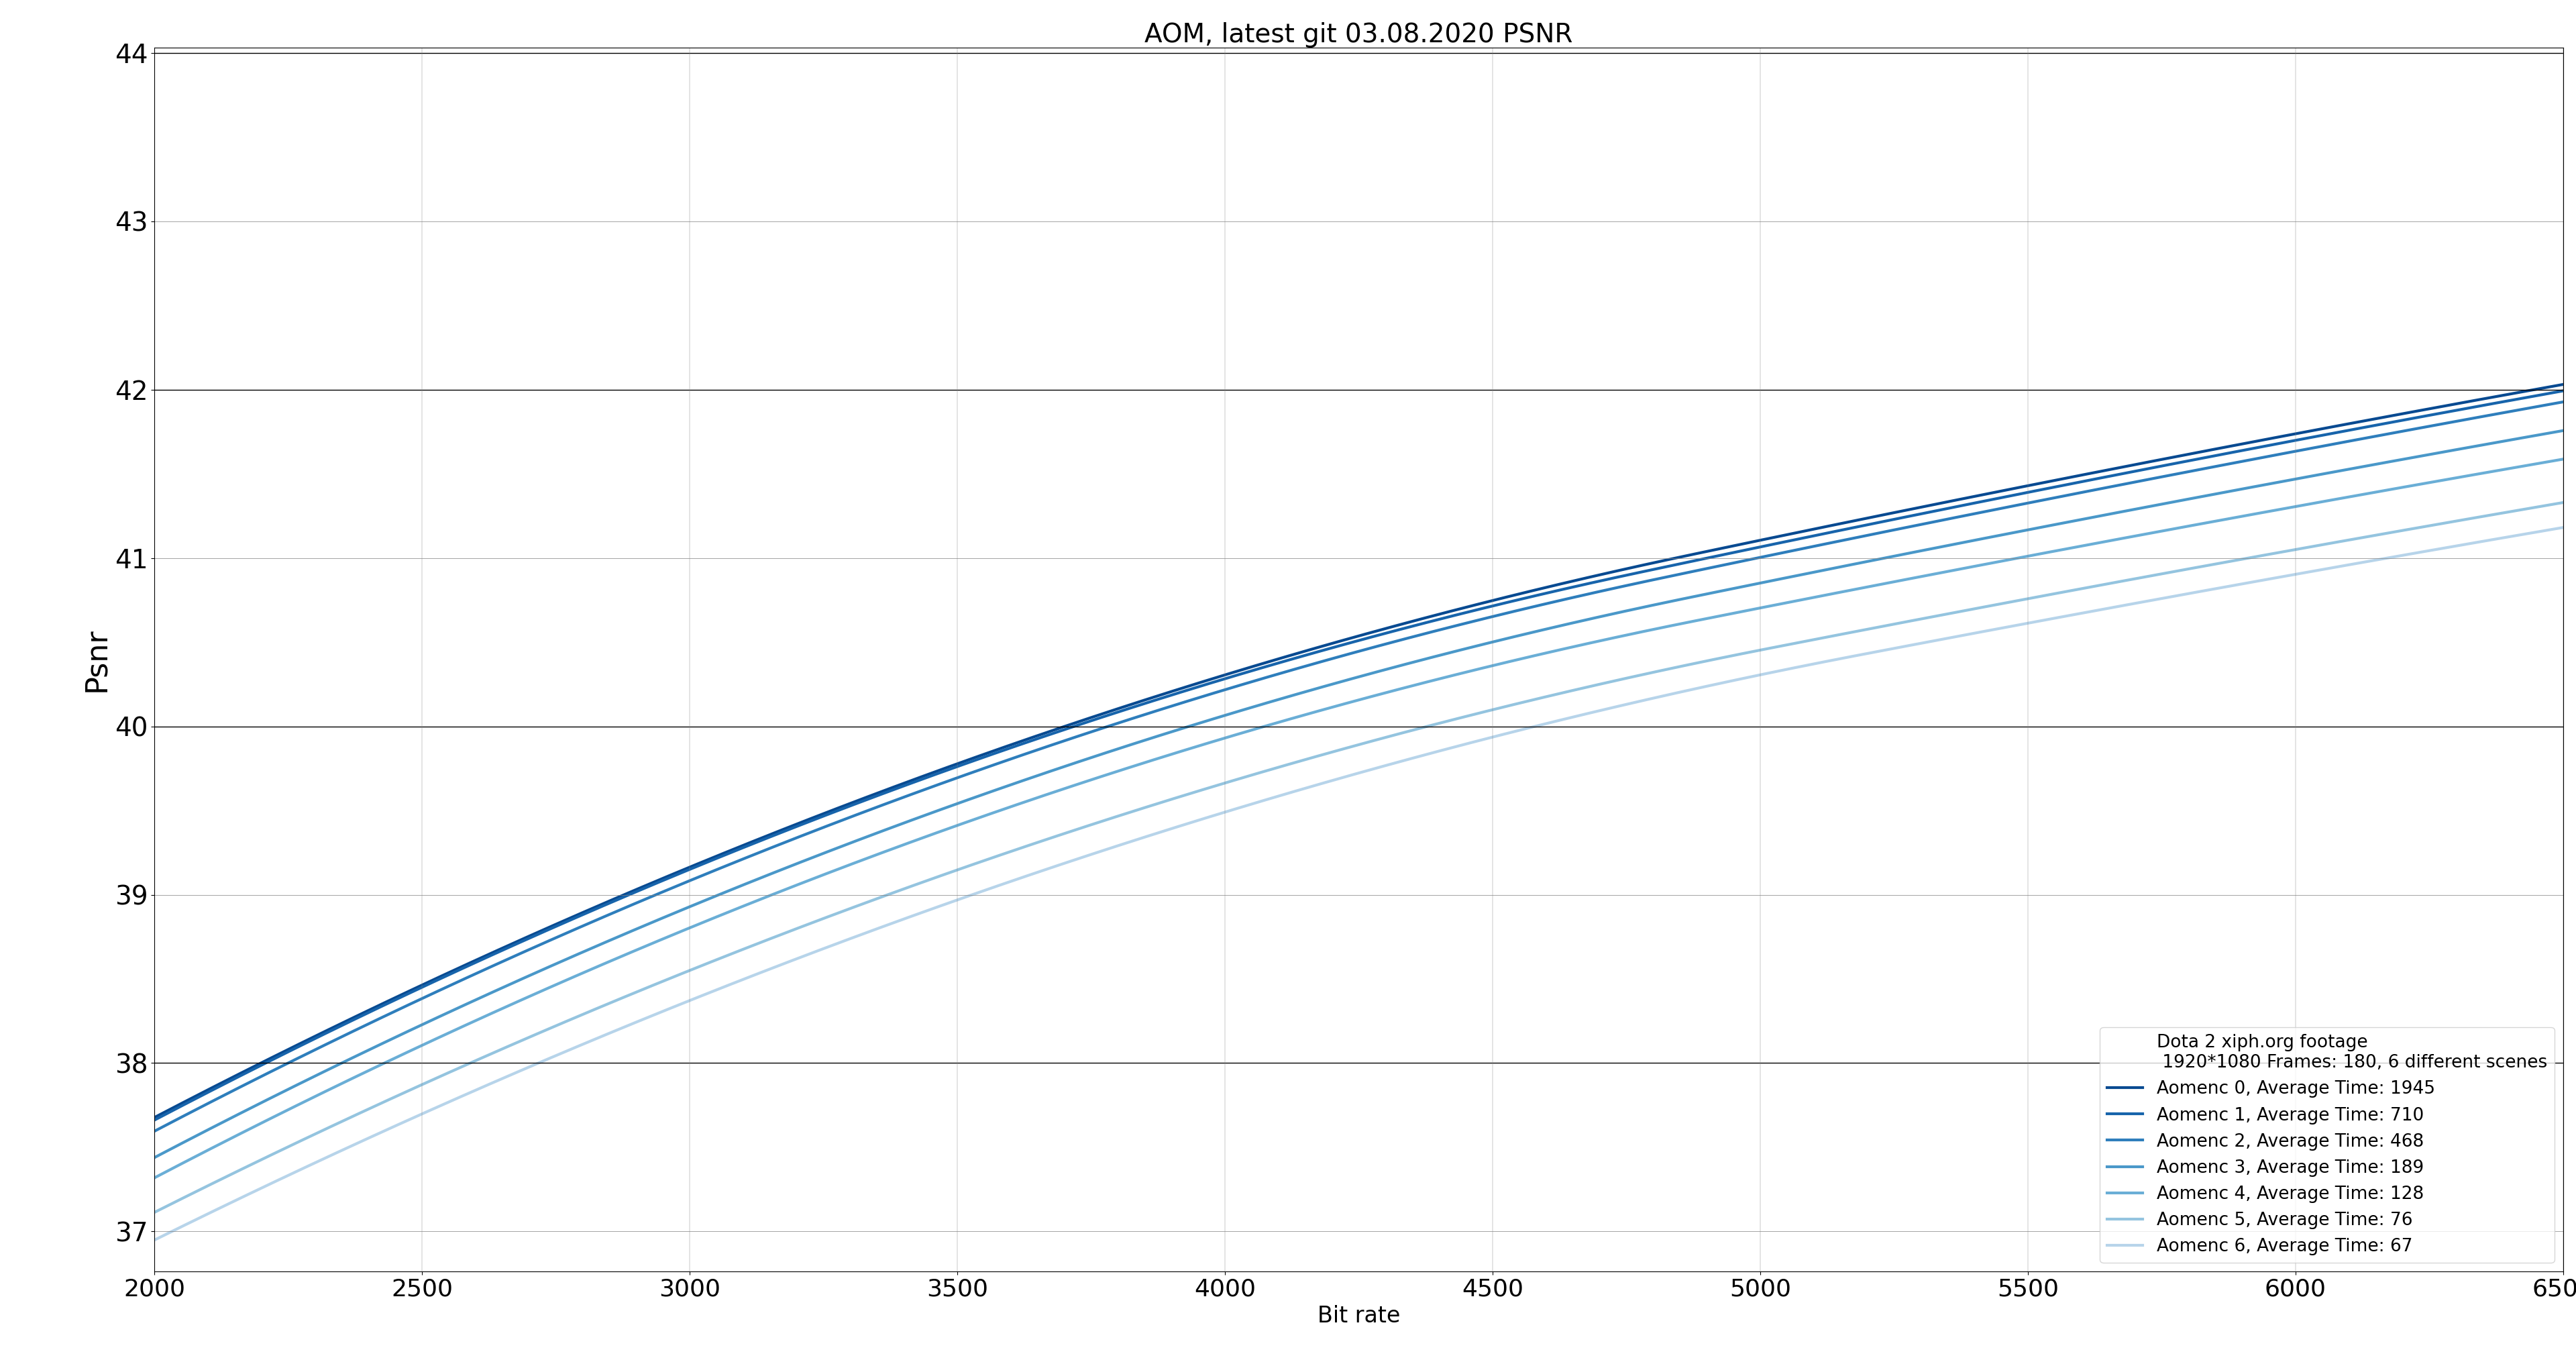 AOM, latest git 03.08.2020 PSNR
44
43
42
41
40
39
38
37
Psnr
2000 2500 3000 3500 4000 4500 5000 5500 6000 650
Bit rate
Dota 2 xiph.org footage
1920*1080 Frames: 180, 6 different scenes
Aomenc 0, Average Time: 1945
Aomenc 1, Average Time: 710
Aomenc 2, Average Time: 468
Aomenc 3, Average Time: 189
Aomenc 4, Average Time: 128
Aomenc 5, Average Time: 76
Aomenc 6, Average Time: 67